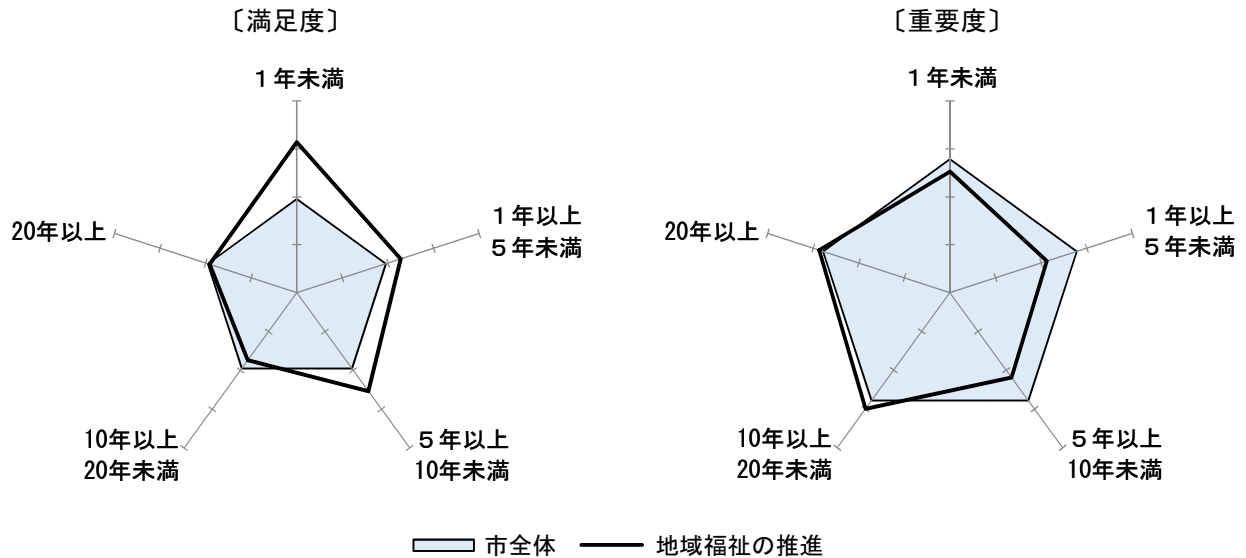 〔満足度〕
１年未満
１年以上
５年未満
５年以上
10年未満
10年以上
20年未満
20年以上
〔重要度〕
１年未満
１年以上
５年未満
５年以上
10年未満
10年以上
20年未満
20年以上
市全体
地域福祉の推進